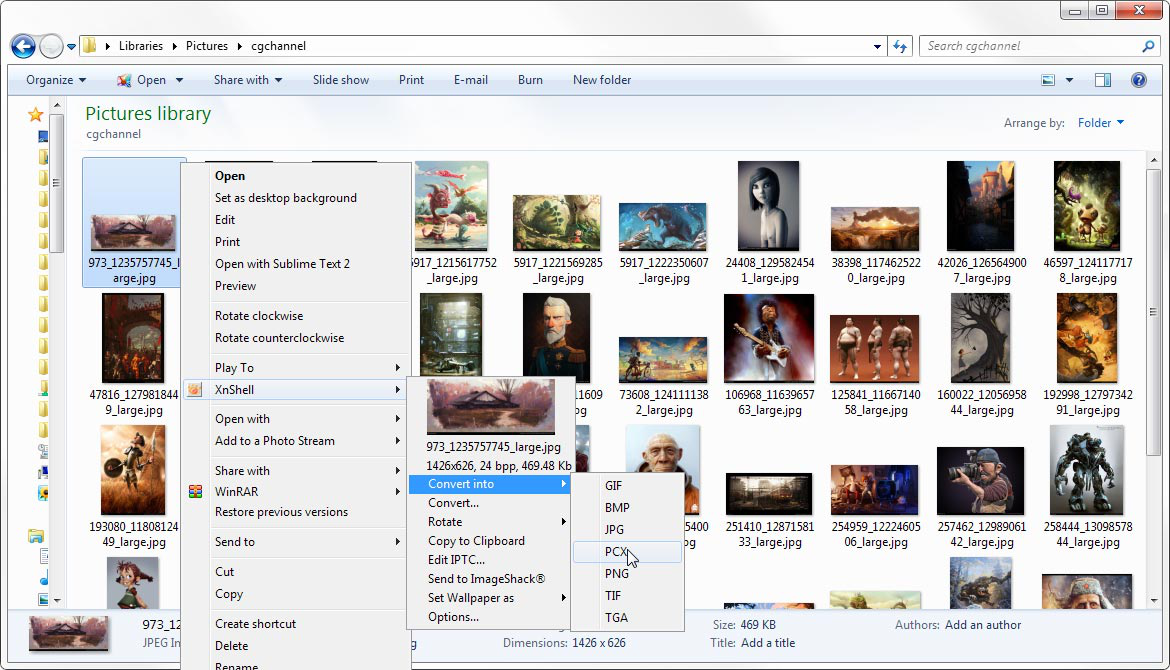 Libraries Pictures cgchannel
Search cgchannel
Organize Open Share with Slide show Print E-mail Burn New folder
Pictures library
cgchannel
Arrange by: Folder
973_1235757745_l
arge.jpg
5917_1215617752
_large.jpg
5917_1221569285
_large.jpg
5917_1222350607
_large.jpg
24408_129582454
1_large.jpg
38398_117462522
0_large.jpg
42026_126564900
7_large.jpg
46597_124117717
8_large.jpg
47816_127981844
9_large.jpg
11609
pg
73608_124111138
2_large.jpg
106968_11639657
63_large.jpg
125841_11667140
58_large.jpg
160022_12056958
44_large.jpg
192998_12797342
91_large.jpg
193080_11808124
49_large.jpg
5400
251410_12871581
33_large.jpg
254959_12224605
06_large.jpg
257462_12989061
42_large.jpg
258444_13098578
44_large.jpg
Open
Set as desktop background
Edit
Print
Open with Sublime Text 2
Preview
Rotate clockwise
Rotate counterclockwise
Play To
XnShell
Open with
Add to a Photo Stream
Share with
WinRAR
Restore previous versions
Send to
Cut
Copy
Create shortcut
Delete
Rename
973_1235757745_large.jpg
1426x626, 24 bpp, 469.48 Kb
Convert into
Convert...
Rotate
Copy to Clipboard
Edit IPTC...
Send to ImageShack®
Set Wallpaper as
Options...
GIF
BMP
JPG
PCX
PNG
TIF
TGA
973_12
JPEG Im
Dimensions: 1426 x 626
Size: 469 KB
Title: Add a title
Authors: Add an author